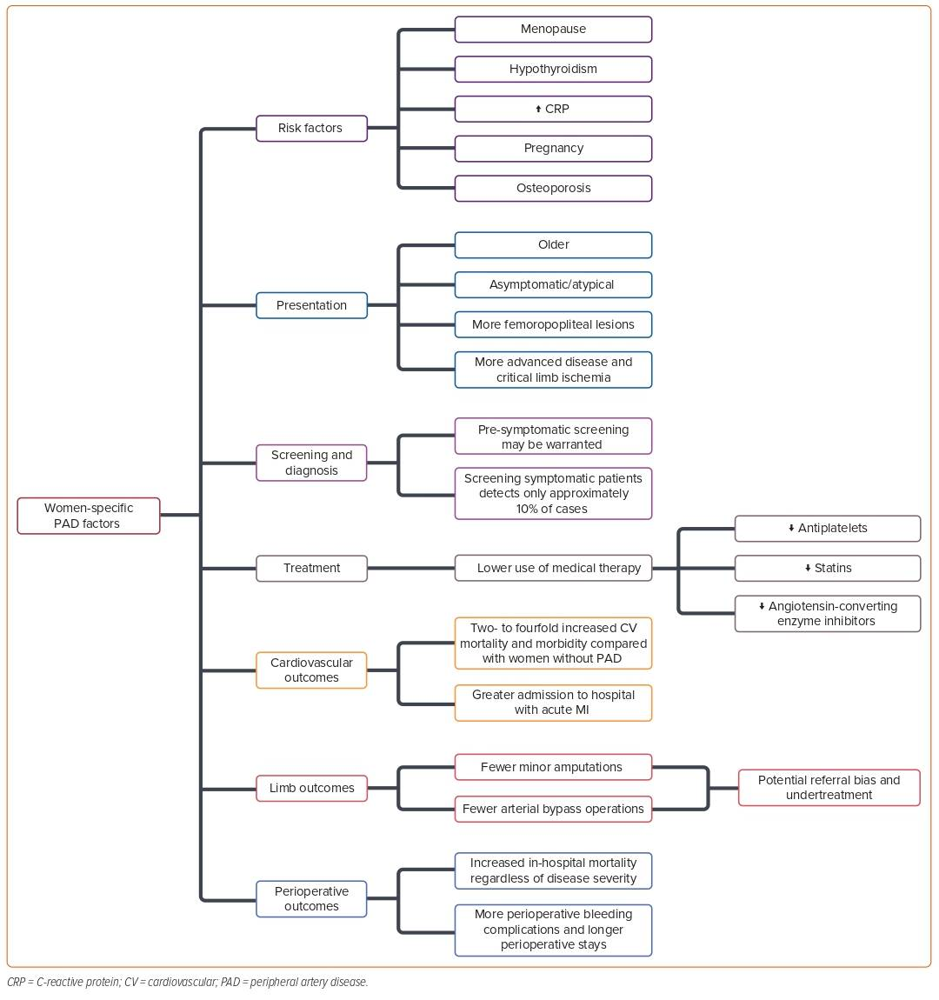 Women-specific
PAD factors
Risk factors
Menopause
Hypothyroidism
⬆ CRP
Pregnancy
Osteoporosis
Presentation
Older
Asymptomatic/atypical
More femoropopliteal lesions
More advanced disease and
critical limb ischemia
Screening and
diagnosis
Pre-symptomatic screening
may be warranted
Screening symptomatic patients
detects only approximately
10% of cases
Treatment
Lower use of medical therapy
⬇ Antiplatelets
⬇ Statins
⬇ Angiotensin-converting
enzyme inhibitors
Cardiovascular
outcomes
Two- to fourfold increased CV
mortality and morbidity compared
with women without PAD
Greater admission to hospital
with acute MI
Limb outcomes
Fewer minor amputations
Fewer arterial bypass operations
Potential referral bias and
undertreatment
Perioperative
outcomes
Increased in-hospital mortality
regardless of disease severity
More perioperative bleeding
complications and longer
perioperative stays
CRP = C-reactive protein; CV = cardiovascular; PAD = peripheral artery disease.